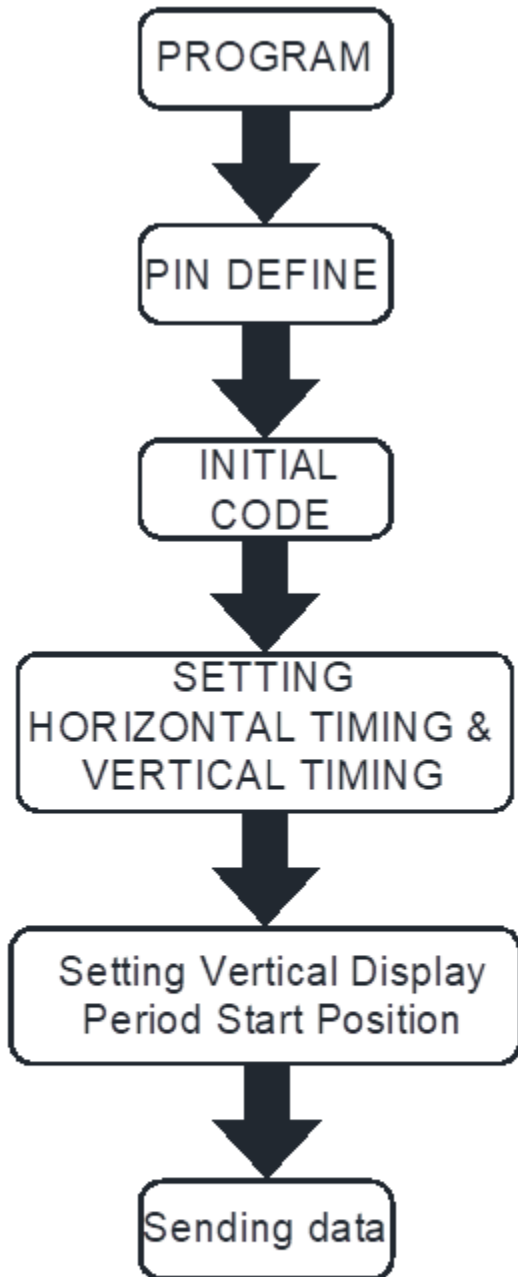 PROGRAM
PIN DEFINE
INITIAL
CODE
SETTING
HORIZONTAL TIMING &
VERTICAL TIMING
Setting Vertical Display
Period Start Position
Sending data